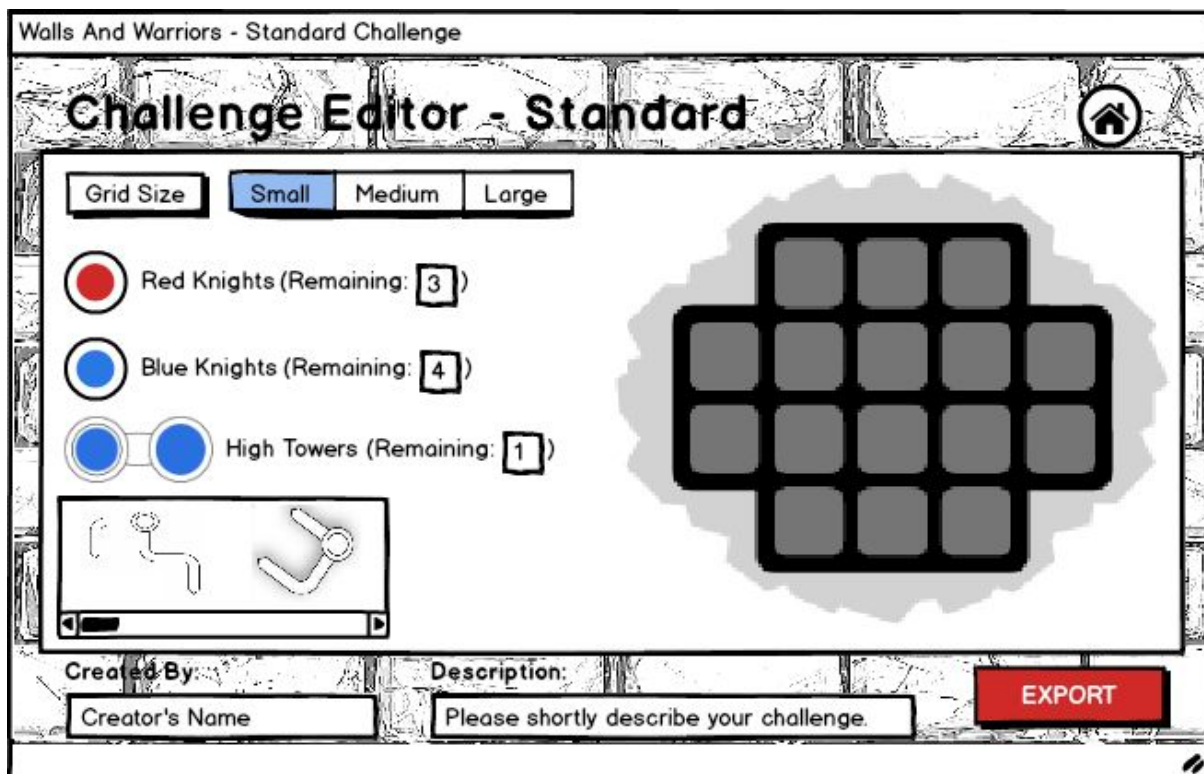 Walls And Warriors - Standard Challenge
Challenge Editor - Standard
Grid Size Small Medium Large
Red Knights (Remaining: 3 )
Blue Knights (Remaining: 4 )
High Towers (Remaining: 1 )
Created By: Description:
Creator's Name Please shortly describe your challenge.
EXPORT